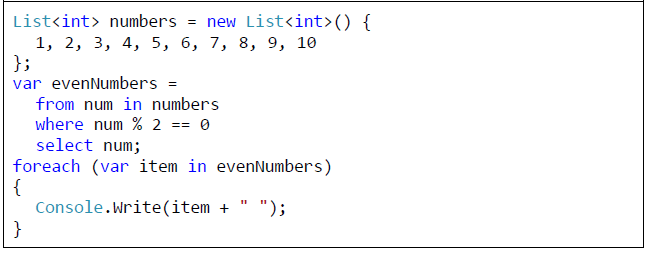 List<int> numbers = new List<int>() {
1, 2, 3, 4, 5, 6, 7, 8, 9, 10
};
var evenNumbers =
from num in numbers
where num % 2 == 0
select num;
foreach (var item in evenNumbers)
{
Console.Write(item + " ");
}